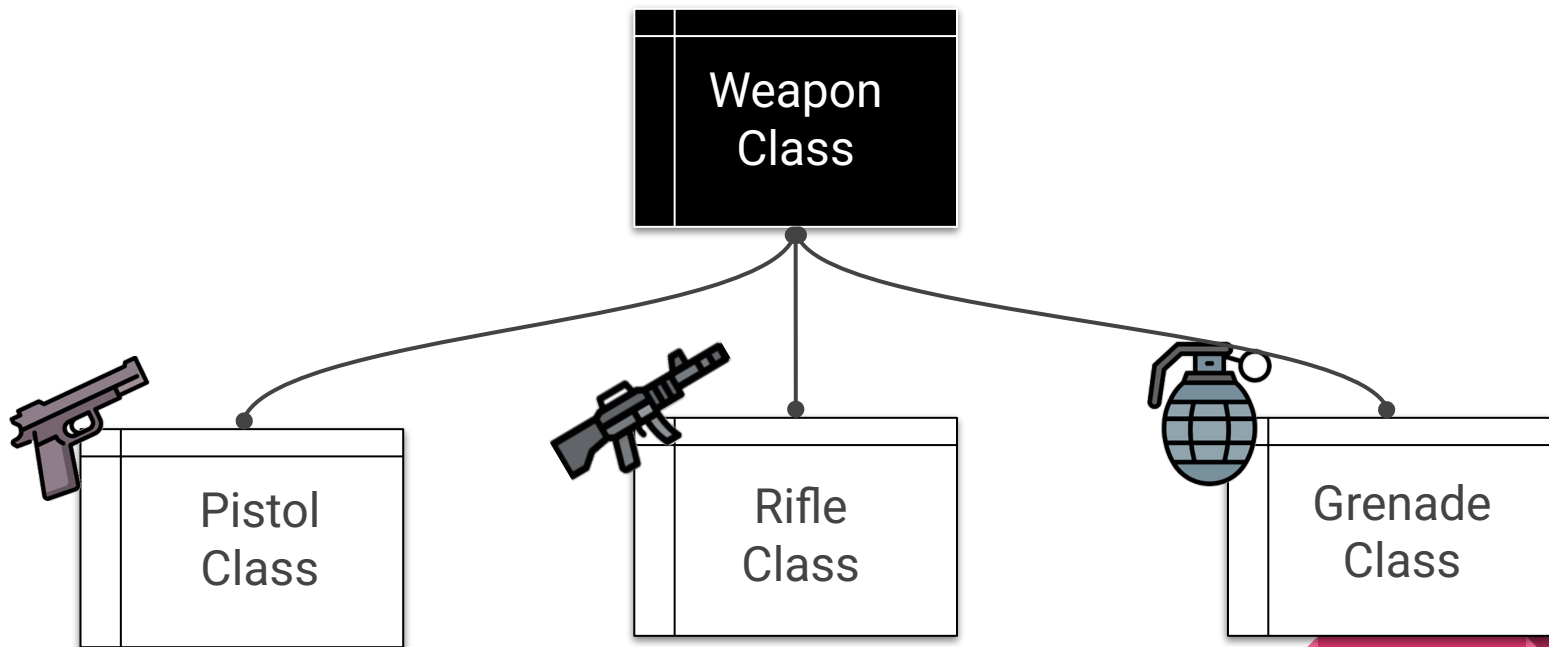 Weapon
Class
Pistol
Class
Rifle
Class
Grenade
Class